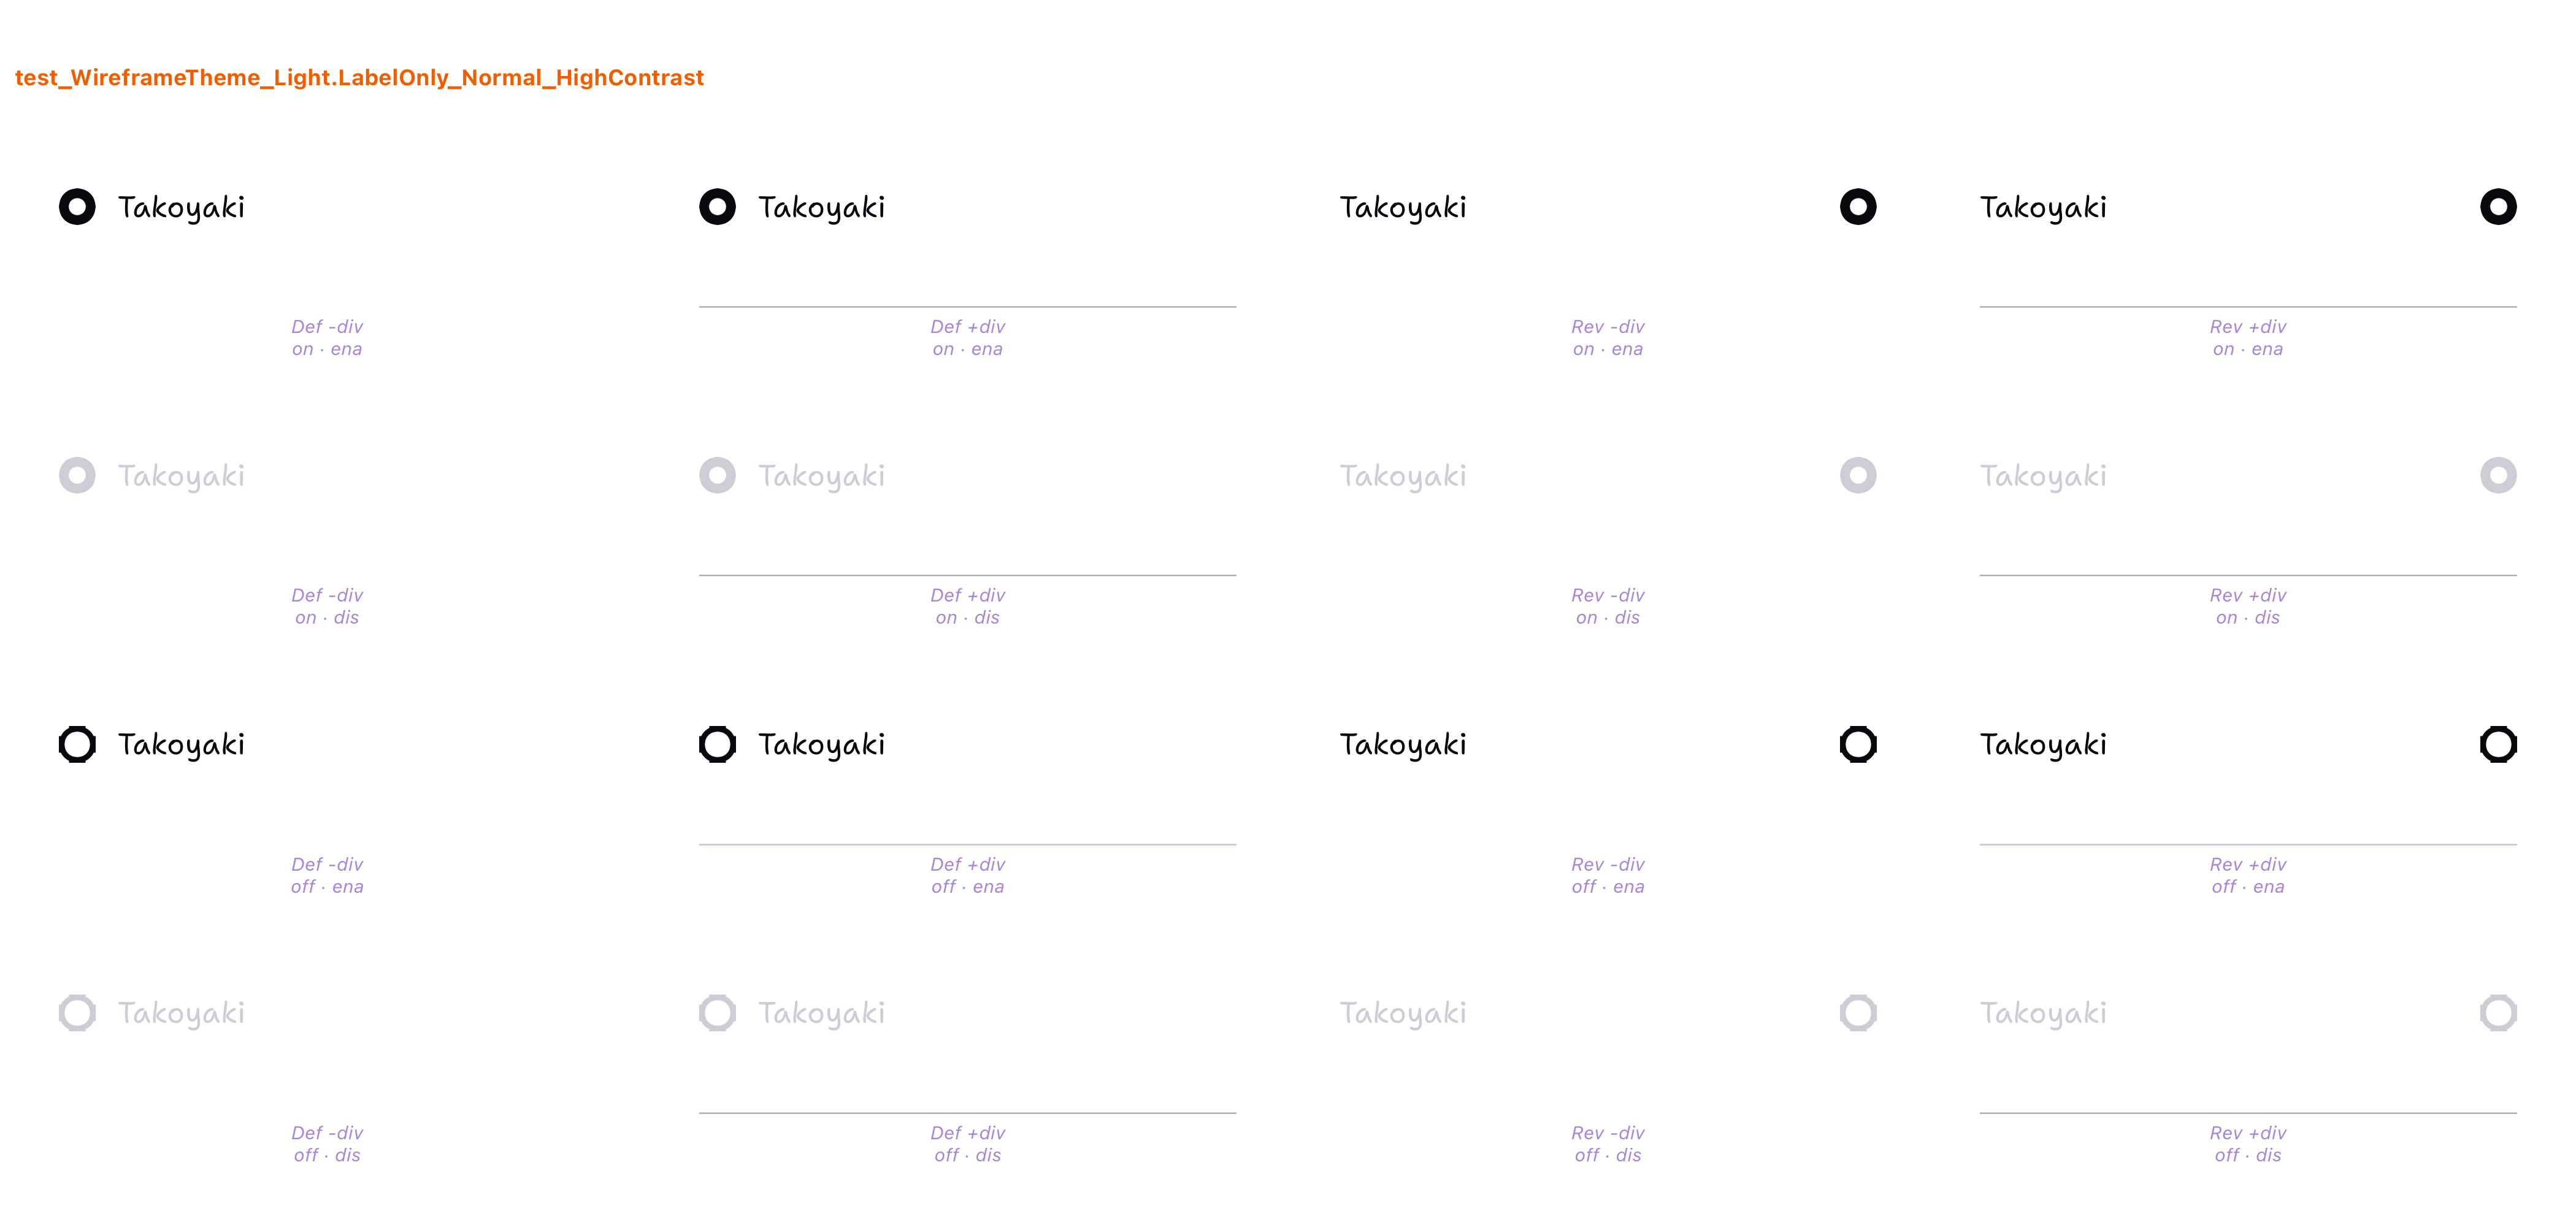 test_WireframeTheme_Light.LabelOnly_Normal_HighContrast
Takoyaki
Takoyaki
Takoyaki
Takoyaki
Def -div
on · ena
Def +div
on · ena
Rev -div
on · ena
Rev +div
on · ena
Takoyaki
Takoyaki
Takoyaki
Takoyaki
Def -div
on · dis
Def +div
on · dis
Rev -div
on · dis
Rev +div
on · dis
Takoyaki
Takoyaki
Takoyaki
Takoyaki
Def -div
off · ena
Def +div
off · ena
Rev -div
off · ena
Rev +div
off · ena
Takoyaki
Takoyaki
Takoyaki
Takoyaki
Def -div
off · dis
Def +div
off · dis
Rev -div
off · dis
Rev +div
off · dis